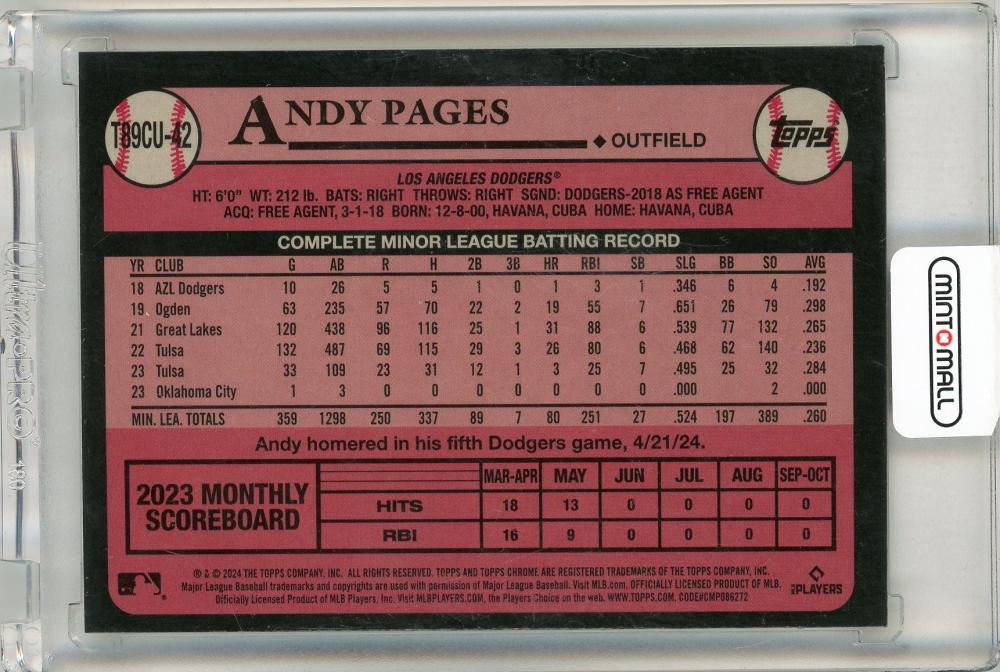 T89CU-42
ANDY PAGES
◆ OUTFIELD
topps
LOS ANGELES DODGERS®
HT: 6'0" WT: 212 lb. BATS: RIGHT THROWS: RIGHT SGND: DODGERS-2018 AS FREE AGENT
ACQ: FREE AGENT, 3-1-18 BORN: 12-8-00, HAVANA, CUBA HOME: HAVANA, CUBA
COMPLETE MINOR LEAGUE BATTING RECORD
YR CLUB G AB R H 2B 3B HR RBI SB SLG BB SO AVG
18 AZL Dodgers 10 26 5 5 1 0 1 3 1 .346 6 4 .192
19 Ogden 63 235 57 70 22 2 19 55 7 .651 26 79 .298
21 Great Lakes 120 438 96 116 25 1 31 88 6 .539 77 132 .265
22 Tulsa 132 487 69 115 29 3 26 80 6 .468 62 140 .236
23 Tulsa 33 109 23 31 12 1 3 25 7 .495 25 32 .284
23 Oklahoma City 1 3 0 0 0 0 0 0 0 .000 2 .000
MIN. LEA. TOTALS 359 1298 250 337 89 7 80 251 27 .524 197 389 .260
Andy homered in his fifth Dodgers game, 4/21/24.
2023 MONTHLY SCOREBOARD
MAR-APR MAY JUN JUL AUG SEP-OCT
HITS 18 13 0 0 0 0
RBI 16 9 0 0 0 0
® & © 2024 THE TOPPS COMPANY, INC. ALL RIGHTS RESERVED. TOPPS AND TOPPS CHROME ARE REGISTERED TRADEMARKS OF THE TOPPS COMPANY, INC.
Major League Baseball trademarks and copyrights are used with permission of Major League Baseball. Visit MLB.com. OFFICIALLY LICENSED PRODUCT OF MLB.
Officially Licensed Product of MLB Players, Inc. Visit MLBPLAYERS.COM, the Players Choice on the web. WWW.TOPPS.COM. CODE#CMP086272
MLB PLAYERS
MINT MALL
ULTRA PRO